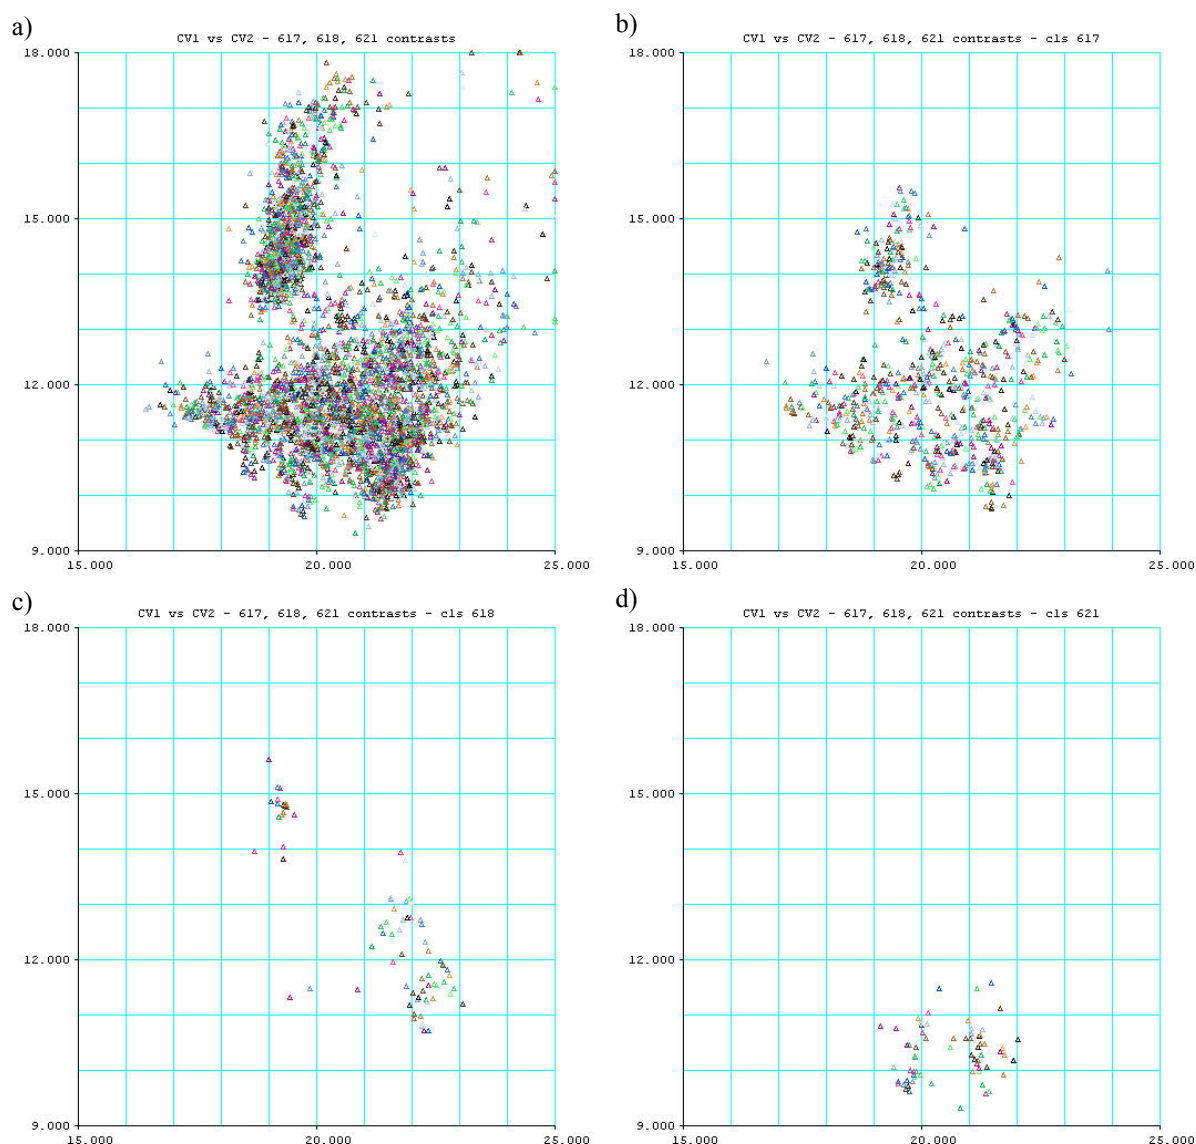 a)
CV1 vs CV2 - 617, 618, 621 contrasts
18.000
15.000
12.000
9.000
15.000 20.000 25.000
b)
CV1 vs CV2 - 617, 618, 621 contrasts - cls 617
18.000
15.000
12.000
9.000
15.000 20.000 25.000
c)
CV1 vs CV2 - 617, 618, 621 contrasts - cls 618
18.000
15.000
12.000
9.000
15.000 20.000 25.000
d)
CV1 vs CV2 - 617, 618, 621 contrasts - cls 621
18.000
15.000
12.000
9.000
15.000 20.000 25.000